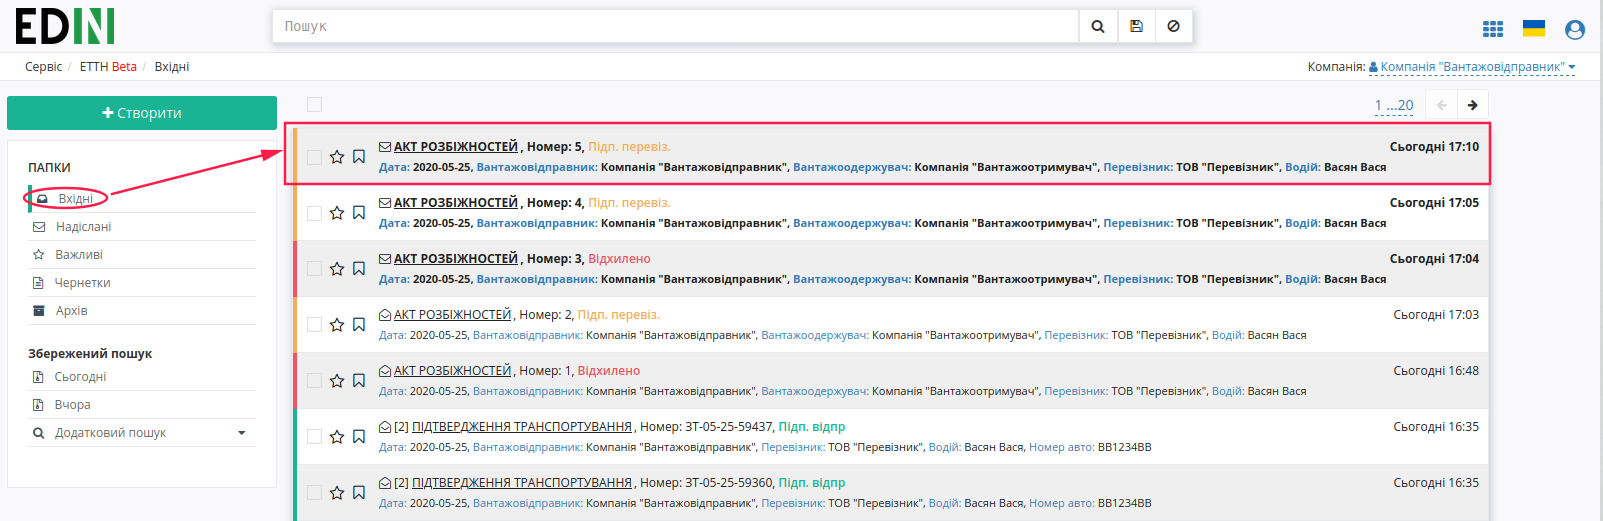 EDIN
Пошук
Сервіс / ЕТТН Beta / Вхідні
Компанія: Компанія "Вантажовідправник"
Створити
1 ...20
ПАПКИ
Вхідні
Надіслані
Важливі
Чернетки
Архів
Збережений пошук
Сьогодні
Вчора
Додатковий пошук
АКТ РОЗБІЖНОСТЕЙ, Номер: 5, Підп. перевіз. Сьогодні 17:10
Дата: 2020-05-25, Вантажовідправник: Компанія "Вантажовідправник", Вантажоодержувач: Компанія "Вантажоотримувач", Перевізник: ТОВ "Перевізник", Водій: Васян Вася
АКТ РОЗБІЖНОСТЕЙ, Номер: 4, Підп. перевіз. Сьогодні 17:05
Дата: 2020-05-25, Вантажовідправник: Компанія "Вантажовідправник", Вантажоодержувач: Компанія "Вантажоотримувач", Перевізник: ТОВ "Перевізник", Водій: Васян Вася
АКТ РОЗБІЖНОСТЕЙ, Номер: 3, Відхилено Сьогодні 17:04
Дата: 2020-05-25, Вантажовідправник: Компанія "Вантажовідправник", Вантажоодержувач: Компанія "Вантажоотримувач", Перевізник: ТОВ "Перевізник", Водій: Васян Вася
АКТ РОЗБІЖНОСТЕЙ, Номер: 2, Підп. перевіз. Сьогодні 17:03
Дата: 2020-05-25, Вантажовідправник: Компанія "Вантажовідправник", Вантажоодержувач: Компанія "Вантажоотримувач", Перевізник: ТОВ "Перевізник", Водій: Васян Вася
АКТ РОЗБІЖНОСТЕЙ, Номер: 1, Відхилено Сьогодні 16:48
Дата: 2020-05-25, Вантажовідправник: Компанія "Вантажовідправник", Вантажоодержувач: Компанія "Вантажоотримувач", Перевізник: ТОВ "Перевізник", Водій: Васян Вася
[2] ПІДТВЕРДЖЕННЯ ТРАНСПОРТУВАННЯ, Номер: ЗТ-05-25-59437, Підп. відпр Сьогодні 16:35
Дата: 2020-05-25, Вантажовідправник: Компанія "Вантажовідправник", Перевізник: ТОВ "Перевізник", Водій: Васян Вася, Номер авто: ВВ1234ВВ
[2] ПІДТВЕРДЖЕННЯ ТРАНСПОРТУВАННЯ, Номер: ЗТ-05-25-59360, Підп. відпр Сьогодні 16:35
Дата: 2020-05-25, Вантажовідправник: Компанія "Вантажовідправник", Перевізник: ТОВ "Перевізник", Водій: Васян Вася, Номер авто: ВВ1234ВВ